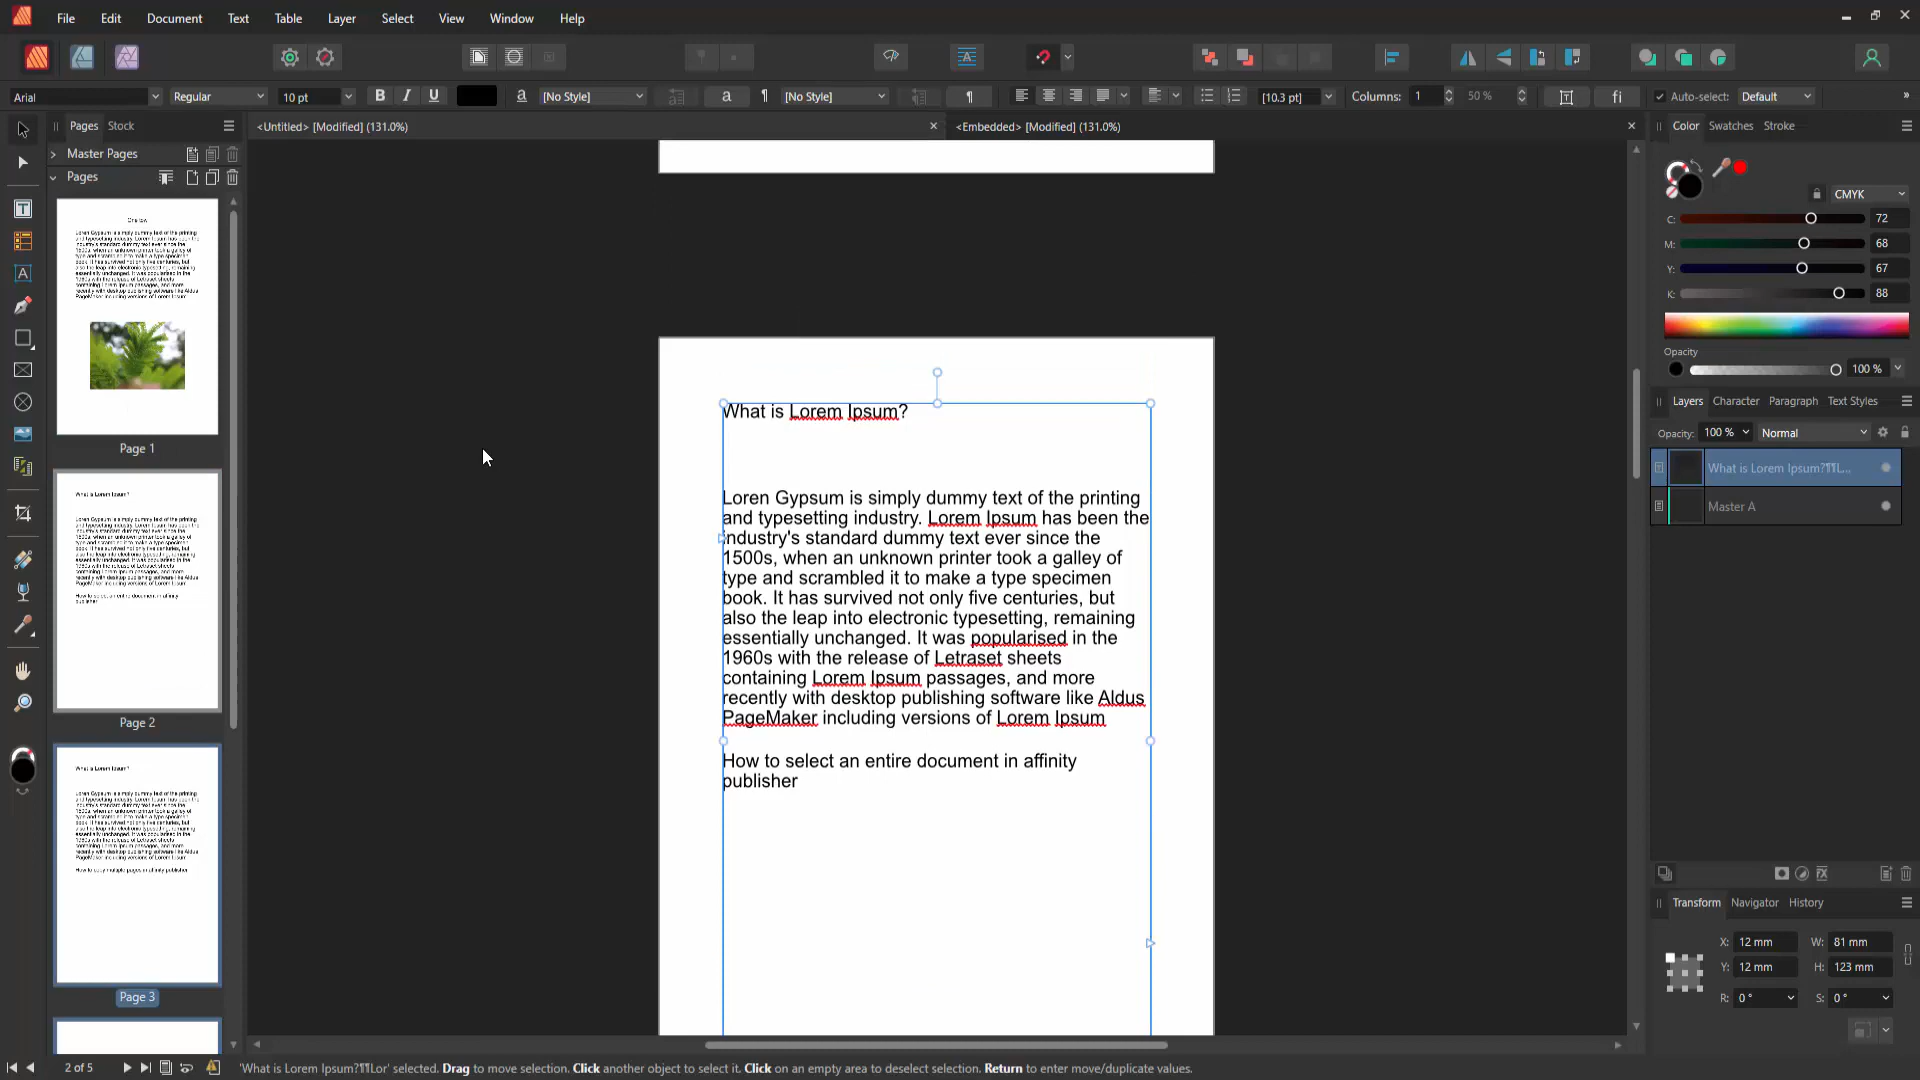 File Edit Document Text Table Layer Select View Window Help
Arial Regular 10 pt B I U a [No Style] a ¶ [No Style] ¶ [10.3 pt] Columns: 1 50 % fi Auto-select: Default »
Pages Stock
<Untitled> [Modified] (131.0%)
<Embedded> [Modified] (131.0%)
Color Swatches Stroke
Master Pages
Pages
Page 1
Page 2
Page 3
What is Lorem Ipsum?
Loren Gypsum is simply dummy text of the printing
and typesetting industry. Lorem Ipsum has been the
industry's standard dummy text ever since the
1500s, when an unknown printer took a galley of
type and scrambled it to make a type specimen
book. It has survived not only five centuries, but
also the leap into electronic typesetting, remaining
essentially unchanged. It was popularised in the
1960s with the release of Letraset sheets
containing Lorem Ipsum passages, and more
recently with desktop publishing software like Aldus
PageMaker including versions of Lorem Ipsum
How to select an entire document in affinity
publisher
CMYK
C: 72
M: 68
Y: 67
K: 88
Opacity
100 %
Layers Character Paragraph Text Styles
Opacity: 100 % Normal
What is Lorem Ipsum?¶¶L...
Master A
Transform Navigator History
X: 12 mm W: 81 mm
Y: 12 mm H: 123 mm
R: 0 ° S: 0 °
2 of 5
'What is Lorem Ipsum?¶¶Lor' selected. Drag to move selection. Click another object to select it. Click on an empty area to deselect selection. Return to enter move/duplicate values.